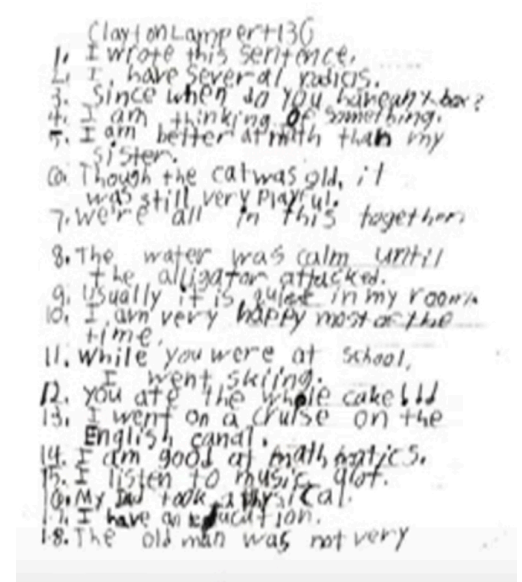 Clayton Lampert 130
1. I wrote this sentence.
2. I have several radios.
3. Since when do you have an x box?
4. I am thinking of something.
5. I am better at math than my
sister.
6. Though the cat was old, it
was still very playful.
7. We're all in this together.
8. The water was calm until
the alligator attacked.
9. Usually it is quiet in my room.
10. I am very happy most of the
time.
11. While you were at school,
I went skiing.
12. You ate the whole cake!!!
13. I went on a cruise on the
English canal.
14. I am good at mathmatics.
15. I listen to music alot.
16. My Dad took a
17. I have an education.
18. The old man was not very